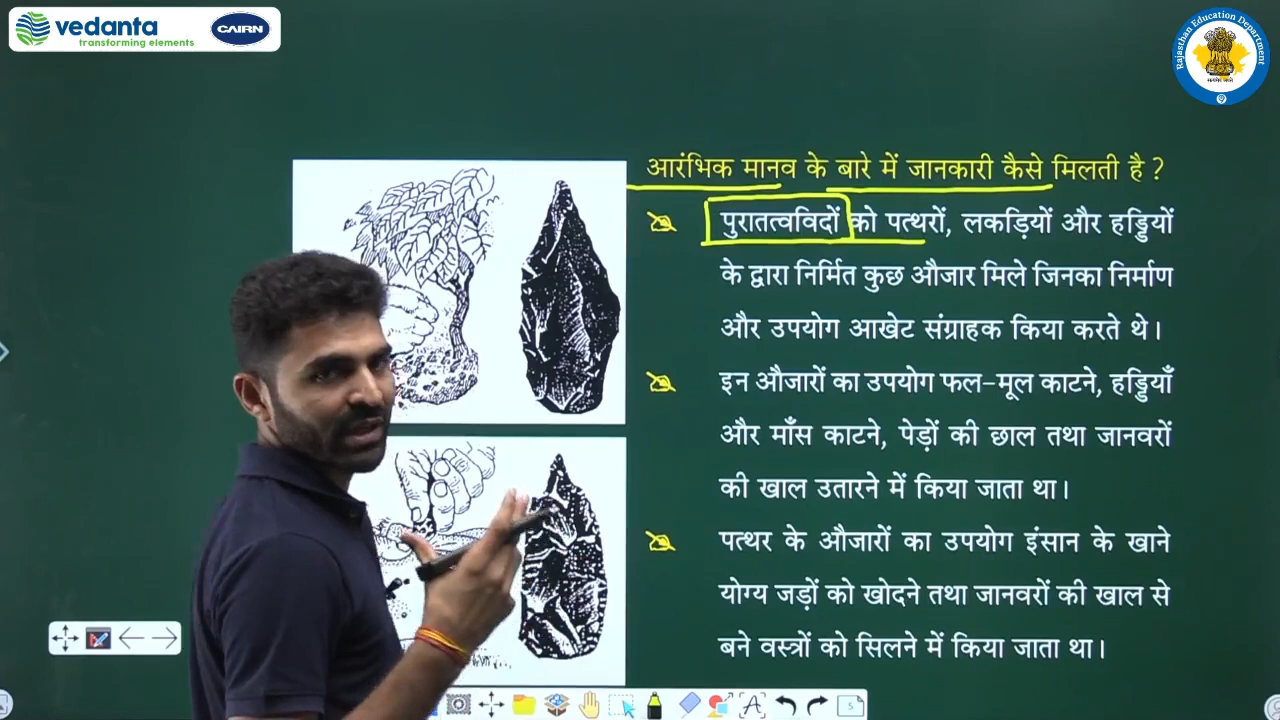 vedanta
transforming elements
CAIRN
Rajasthan Education Department
आरंभिक मानव के बारे में जानकारी कैसे मिलती है ?
पुरातत्वविदों को पत्थरों, लकड़ियों और हड्डियों
के द्वारा निर्मित कुछ औजार मिले जिनका निर्माण
और उपयोग आखेट संग्राहक किया करते थे।
इन औजारों का उपयोग फल-मूल काटने, हड्डियाँ
और माँस काटने, पेड़ों की छाल तथा जानवरों
की खाल उतारने में किया जाता था।
पत्थर के औजारों का उपयोग इंसान के खाने
योग्य जड़ों को खोदने तथा जानवरों की खाल से
बने वस्त्रों को सिलने में किया जाता था।
5